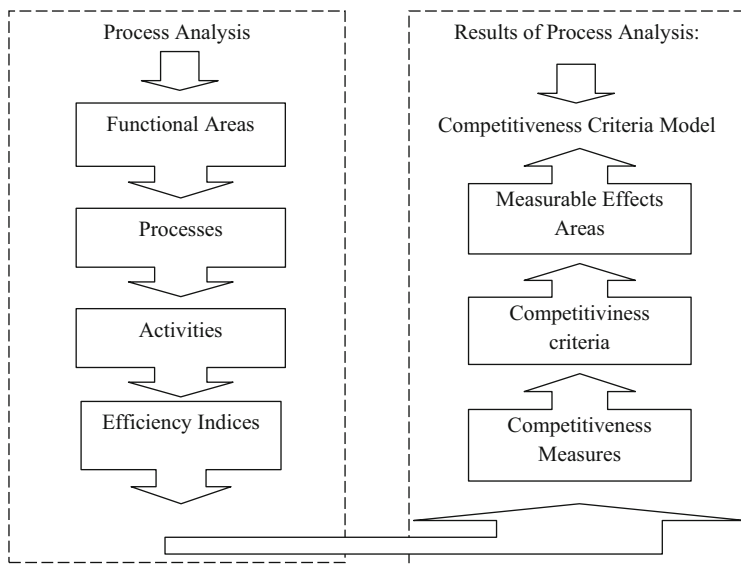 Process Analysis
Functional Areas
Processes
Activities
Efficiency Indices
Results of Process Analysis:
Competitiveness Criteria Model
Measurable Effects
Areas
Competitiviness
criteria
Competitiveness
Measures